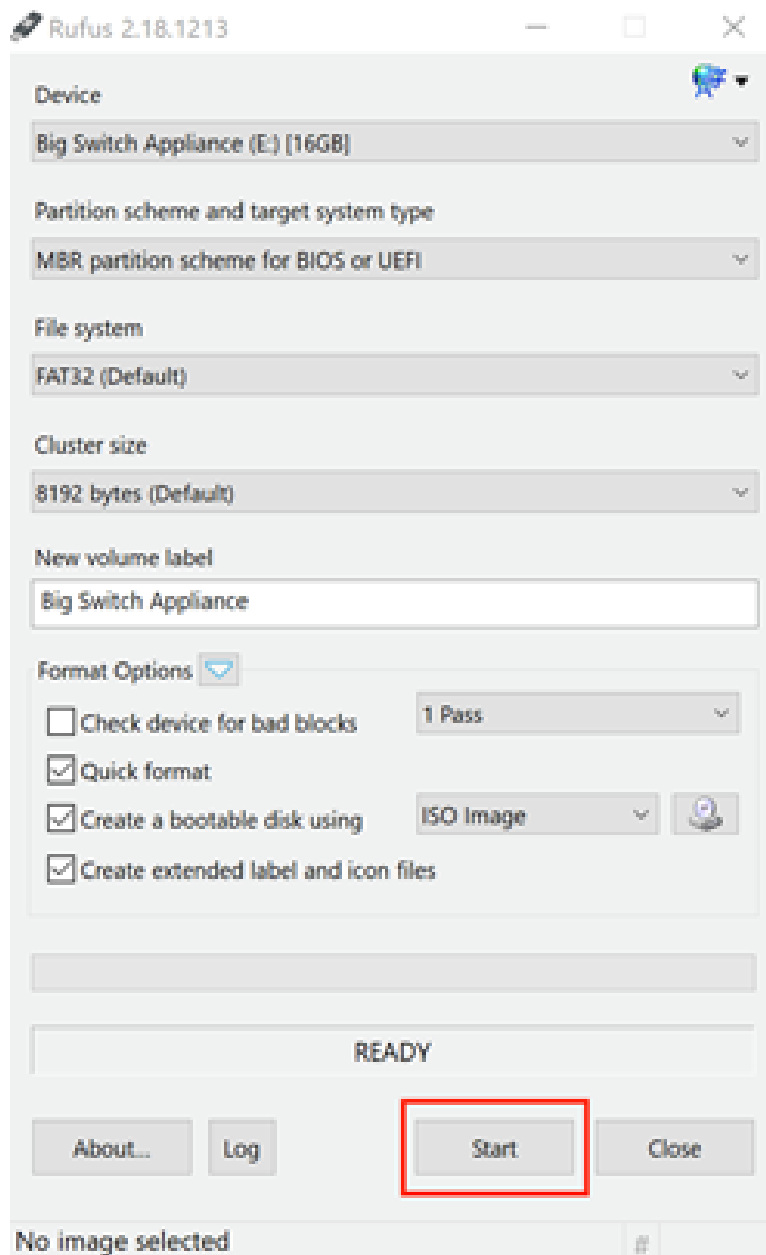 Rufus 2.18.1213
Device
Big Switch Appliance (E:) [16GB]
Partition scheme and target system type
MBR partition scheme for BIOS or UEFI
File system
FAT32 (Default)
Cluster size
8192 bytes (Default)
New volume label
Big Switch Appliance
Format Options
Check device for bad blocks 1 Pass
Quick format
Create a bootable disk using ISO Image
Create extended label and icon files
READY
About... Log Start Close
No image selected #